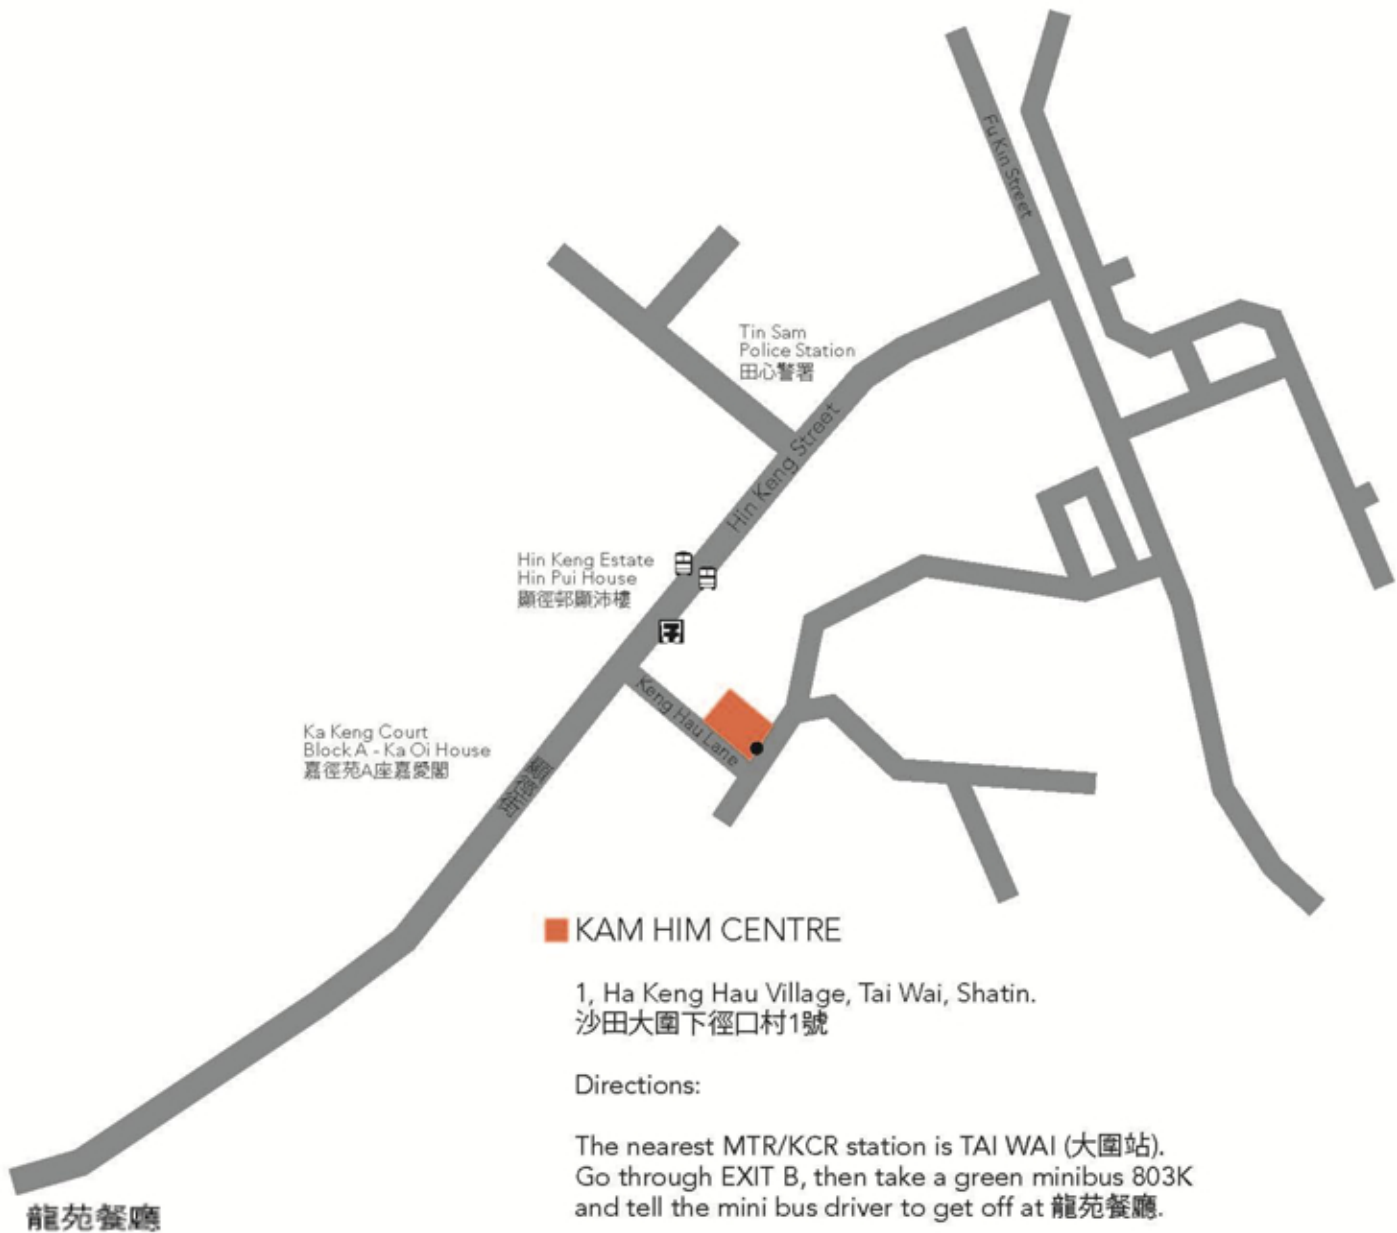 Fu Kin Street
Tin Sam
Police Station
田心警署
Hin Keng Street
Hin Keng Estate
Hin Pui House
顯徑邨顯沛樓
Keng Hau Lane
Ka Keng Court
Block A - Ka Oi House
嘉徑苑A座嘉愛閣
顯徑街
KAM HIM CENTRE
1, Ha Keng Hau Village, Tai Wai, Shatin.
沙田大圍下徑口村1號
Directions:
The nearest MTR/KCR station is TAI WAI (大圍站).
Go through EXIT B, then take a green minibus 803K
and tell the mini bus driver to get off at 龍苑餐廳.
龍苑餐廳